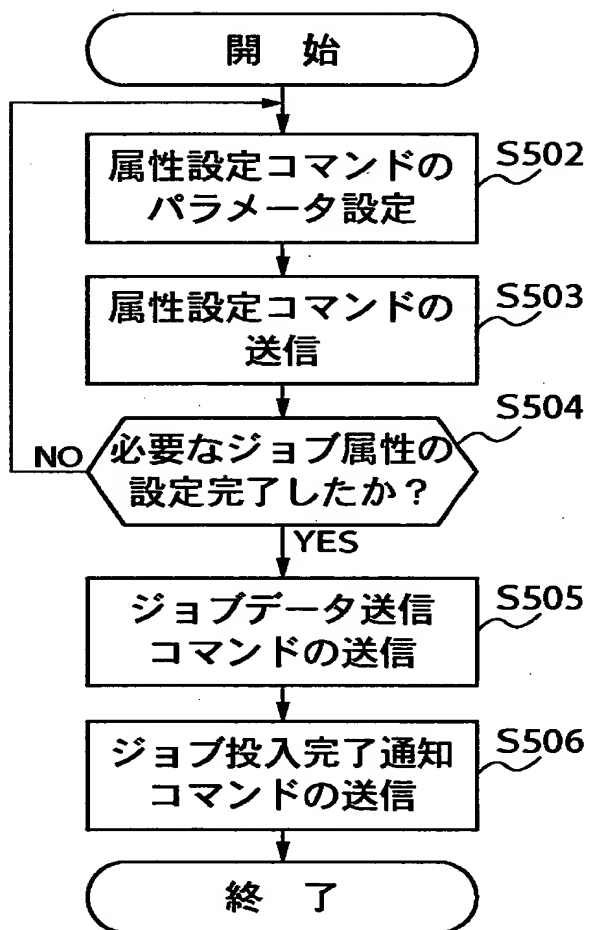 開 始
属性設定コマンドの
パラメータ設定
S502
属性設定コマンドの
送信
S503
必要なジョブ属性の
設定完了したか？
S504
NO
YES
ジョブデータ送信
コマンドの送信
S505
ジョブ投入完了通知
コマンドの送信
S506
終 了